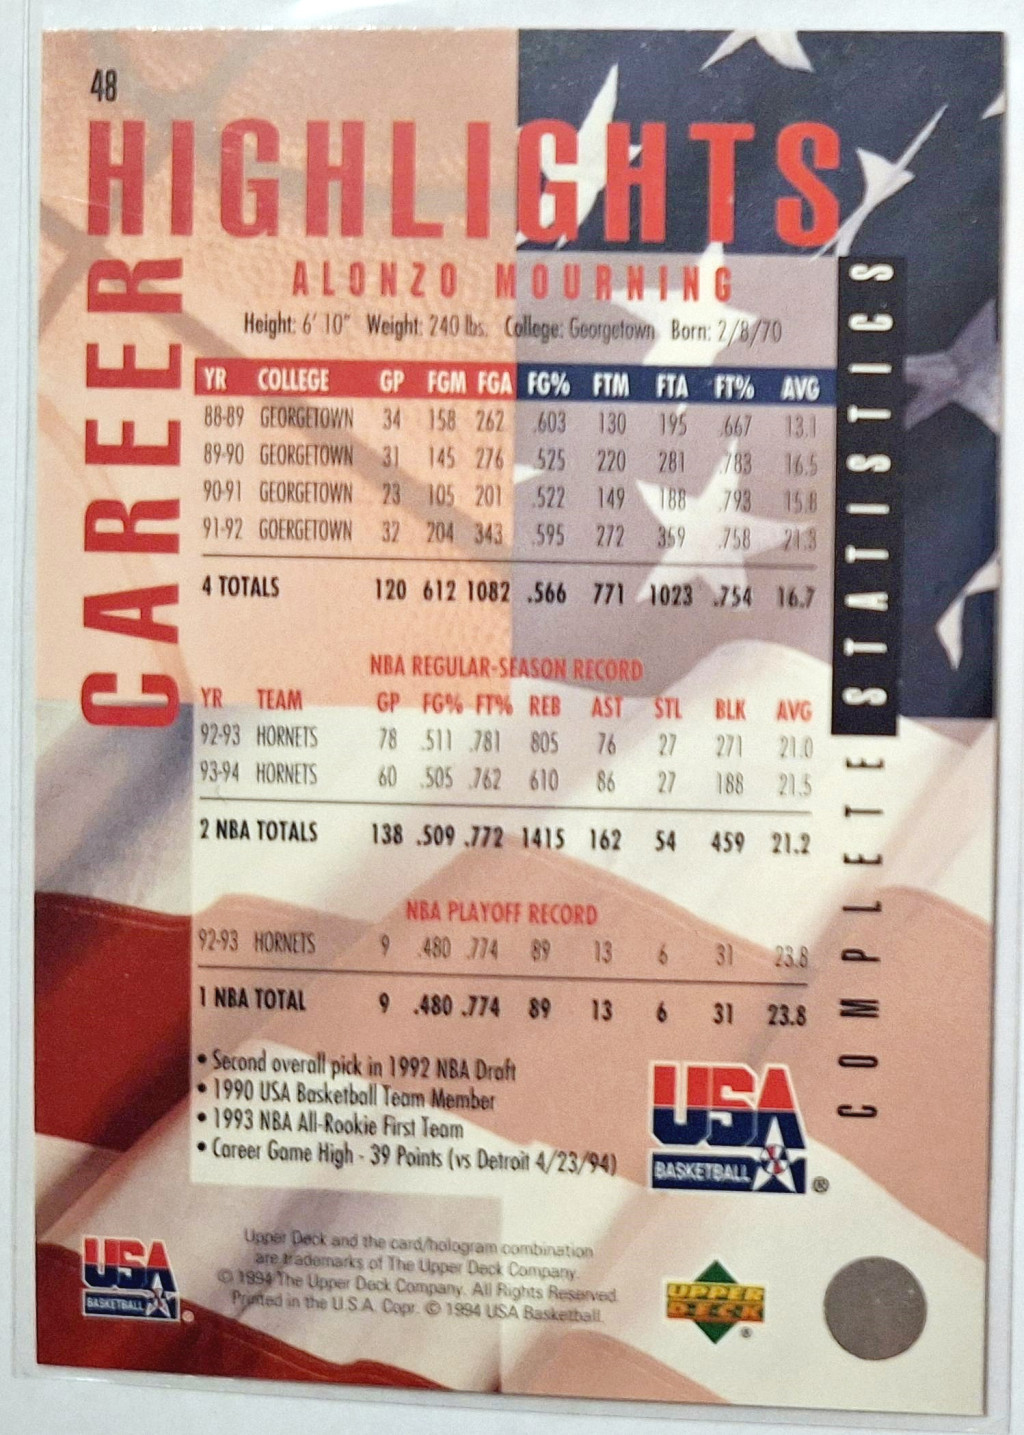 48
HIGHLIGHTS
CAREER
ALONZO MOURNING
Height: 6' 10" Weight: 240 lbs. College: Georgetown Born: 2/8/70
YR COLLEGE GP FGM FGA FG% FTM FTA FT% AVG
88-89 GEORGETOWN 34 158 262 .603 130 195 .667 13.1
89-90 GEORGETOWN 31 145 276 .525 220 281 .783 16.5
90-91 GEORGETOWN 23 105 201 .522 149 188 .793 15.8
91-92 GOERGETOWN 32 204 343 .595 272 359 .758 21.3
4 TOTALS 120 612 1082 .566 771 1023 .754 16.7
NBA REGULAR-SEASON RECORD
YR TEAM GP FG% FT% REB AST STL BLK AVG
92-93 HORNETS 78 .511 .781 805 76 27 271 21.0
93-94 HORNETS 60 .505 .762 610 86 27 188 21.5
2 NBA TOTALS 138 .509 .772 1415 162 54 459 21.2
NBA PLAYOFF RECORD
92-93 HORNETS 9 .480 .774 89 13 6 31 23.8
1 NBA TOTAL 9 .480 .774 89 13 6 31 23.8
• Second overall pick in 1992 NBA Draft
• 1990 USA Basketball Team Member
• 1993 NBA All-Rookie First Team
• Career Game High - 39 Points (vs Detroit 4/23/94)
COMPLETE STATISTICS
USA
BASKETBALL ®
USA
BASKETBALL ®
Upper Deck and the card/hologram combination
are trademarks of The Upper Deck Company.
© 1994 The Upper Deck Company. All Rights Reserved.
Printed in the U.S.A. Copr. © 1994 USA Basketball.
UPPER
DECK ®